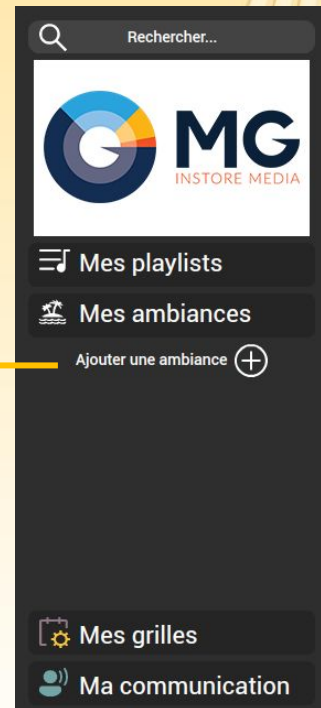 Rechercher...
MG
INSTORE MEDIA
Mes playlists
Mes ambiances
Ajouter une ambiance
Mes grilles
Ma communication